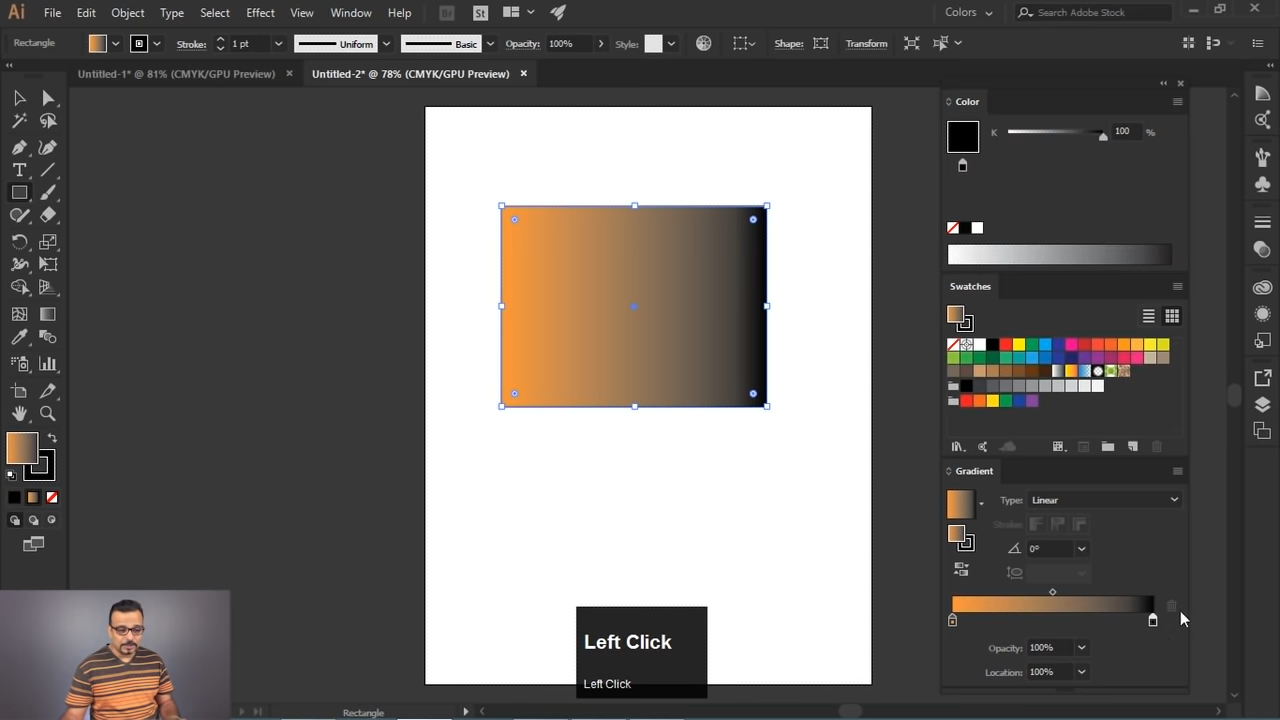 Ai File Edit Object Type Select Effect View Window Help Br St Colors Search Adobe Stock
Rectangle Stroke: 1 pt Uniform Basic Opacity: 100% Style: Shape: Transform
Untitled-1* @ 81% (CMYK/GPU Preview) Untitled-2* @ 78% (CMYK/GPU Preview)
Color
K 100 %
Swatches
Gradient
Type: Linear
Stroke:
0°
Opacity: 100%
Location: 100%
Left Click
Left Click
Rectangle